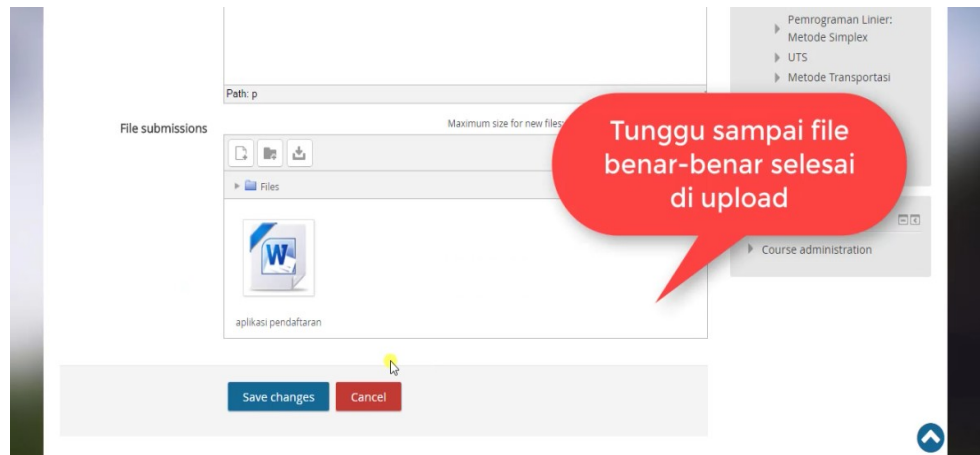 Pemrograman Linier:
Metode Simplex
UTS
Metode Transportasi
Path: p
File submissions
Maximum size for new files:
Tunggu sampai file
benar-benar selesai
di upload
Files
W
Course administration
aplikasi pendaftaran
Save changes
Cancel